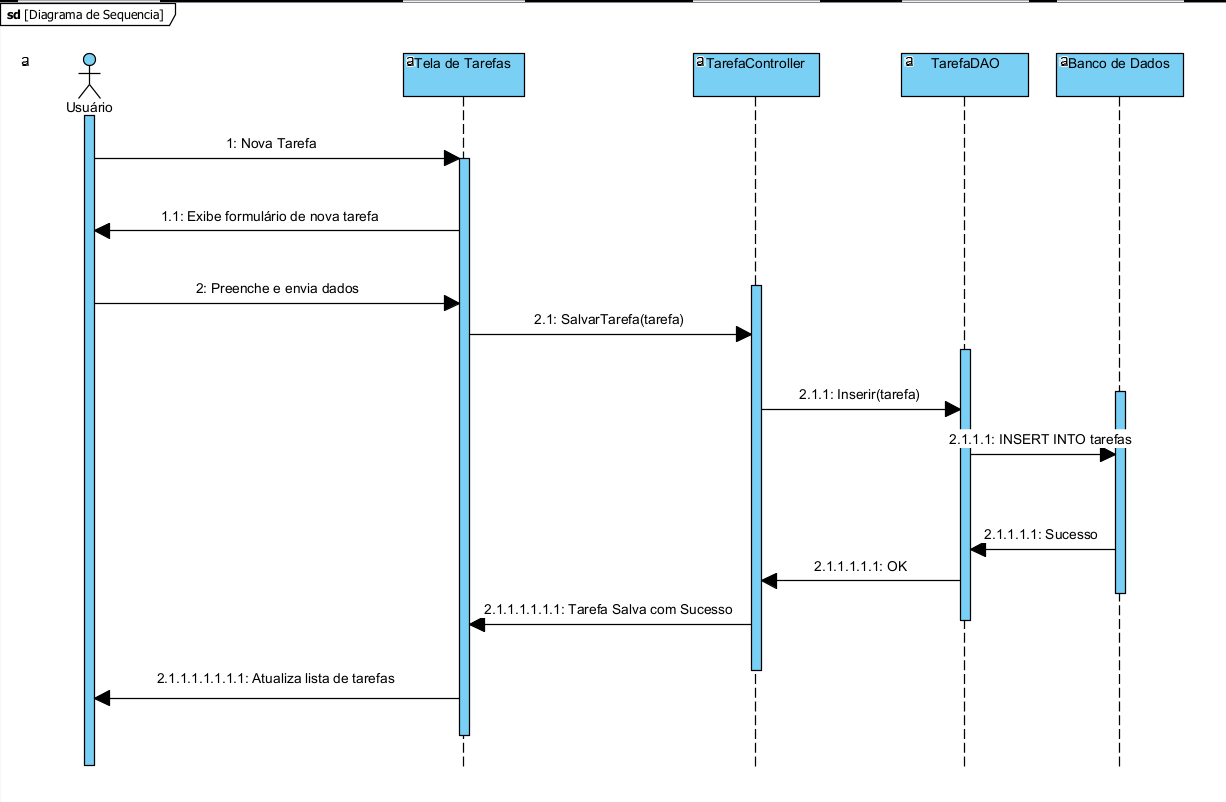 sd [Diagrama de Sequencia]
a
Usuário
a Tela de Tarefas
a TarefaController
a TarefaDAO
a Banco de Dados
1: Nova Tarefa
1.1: Exibe formulário de nova tarefa
2: Preenche e envia dados
2.1: SalvarTarefa(tarefa)
2.1.1: Inserir(tarefa)
2.1.1.1: INSERT INTO tarefas
2.1.1.1.1: Sucesso
2.1.1.1.1.1: OK
2.1.1.1.1.1.1: Tarefa Salva com Sucesso
2.1.1.1.1.1.1.1: Atualiza lista de tarefas